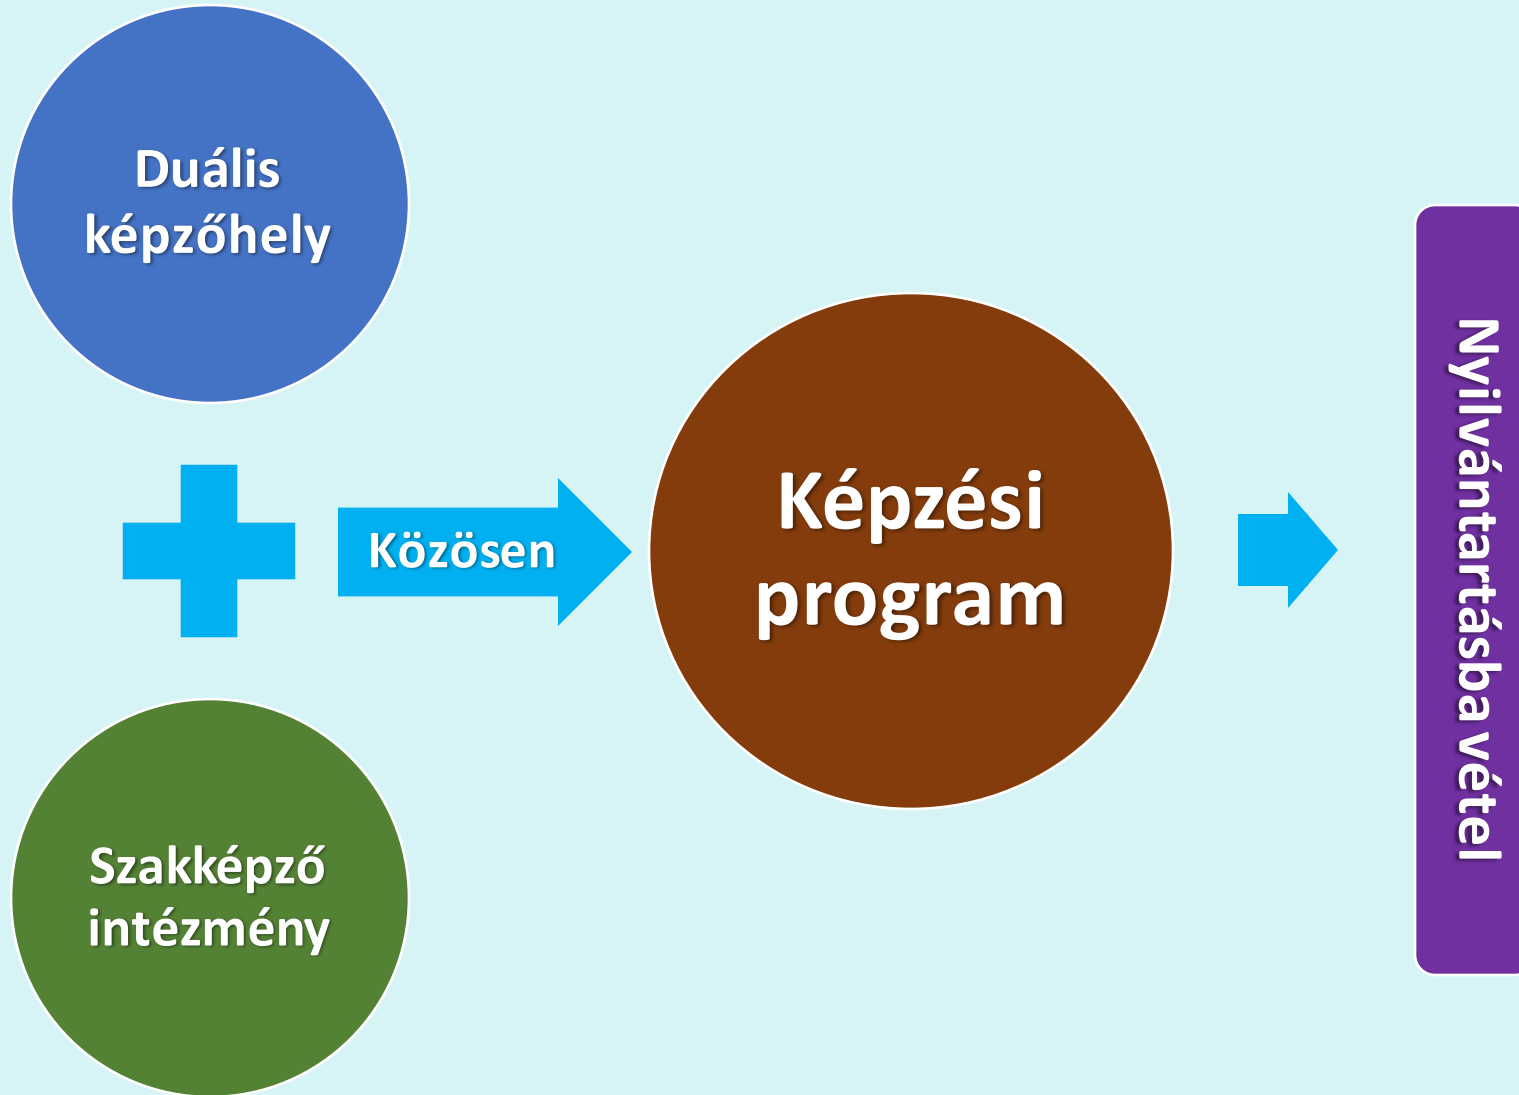 Duális
képzőhely
Közösen
Szakképző
intézmény
Képzési
program
Nyilvántartásba vétel